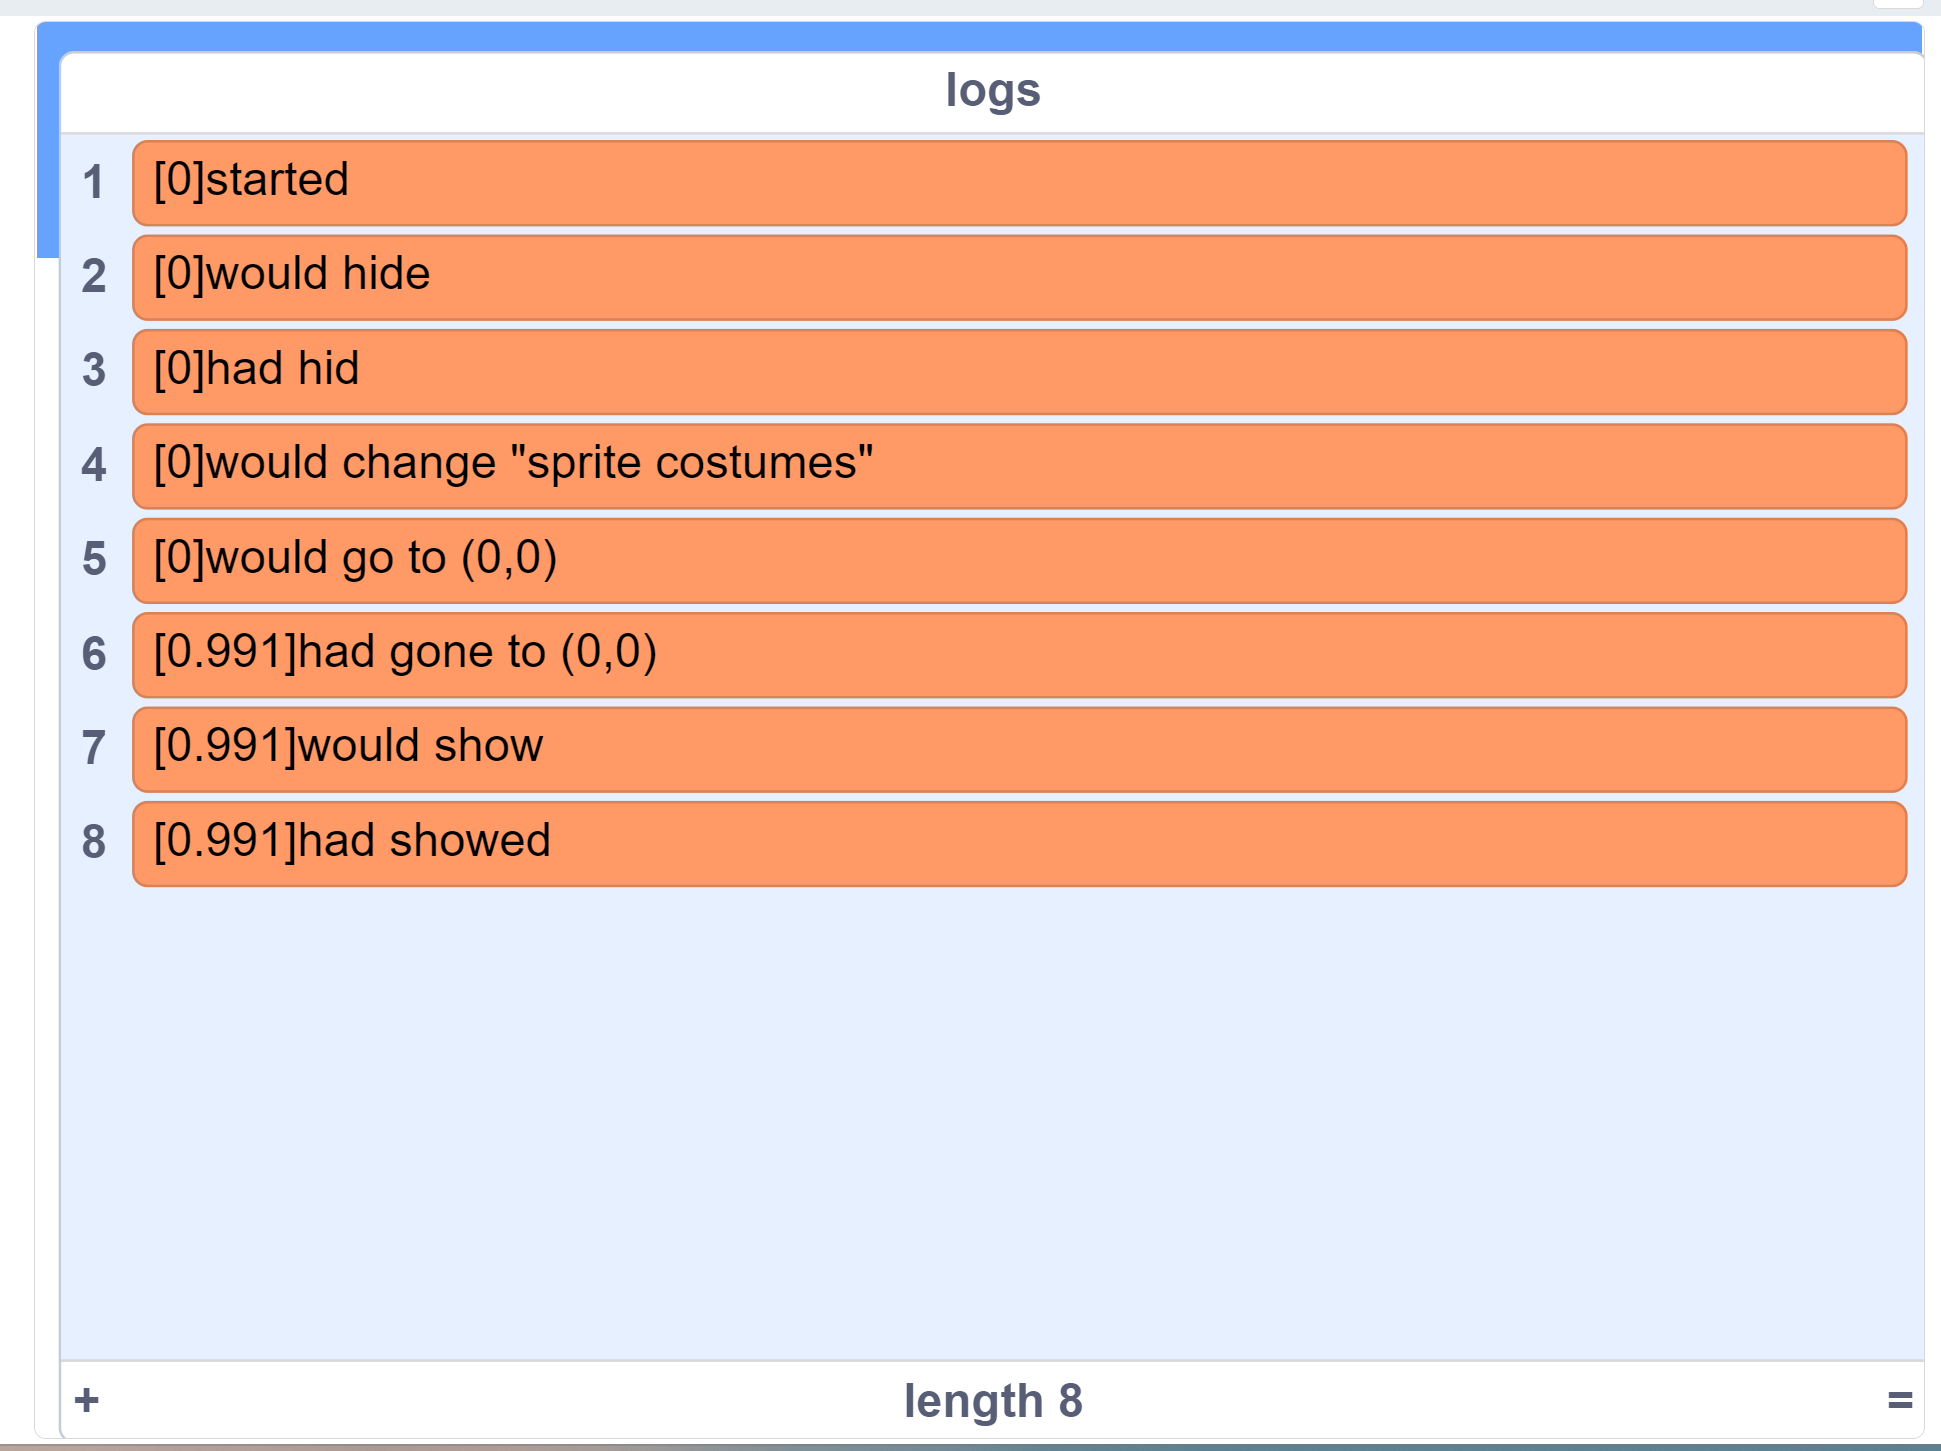 logs
1 [0]started
2 [0]would hide
3 [0]had hid
4 [0]would change "sprite costumes"
5 [0]would go to (0,0)
6 [0.991]had gone to (0,0)
7 [0.991]would show
8 [0.991]had showed
+ length 8 =